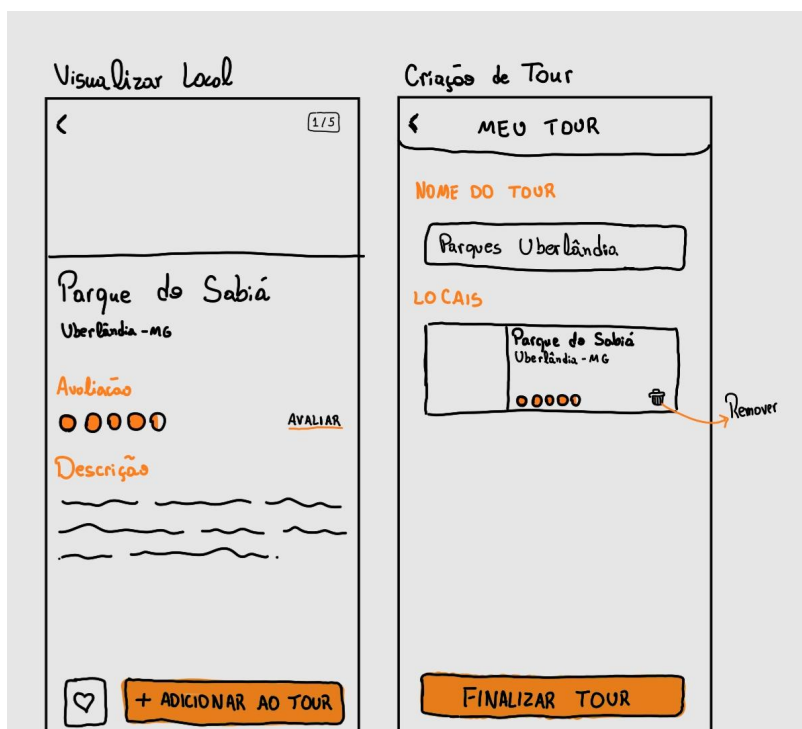 Visualizar Local
1/5
Parque do Sabiá
Uberlândia - MG
Avaliação
AVALIAR
Descrição
+ ADICIONAR AO TOUR
Criação de Tour
MEU TOUR
NOME DO TOUR
Parques Uberlândia
LOCAIS
Parque do Sabiá
Uberlândia - MG
Remover
FINALIZAR TOUR